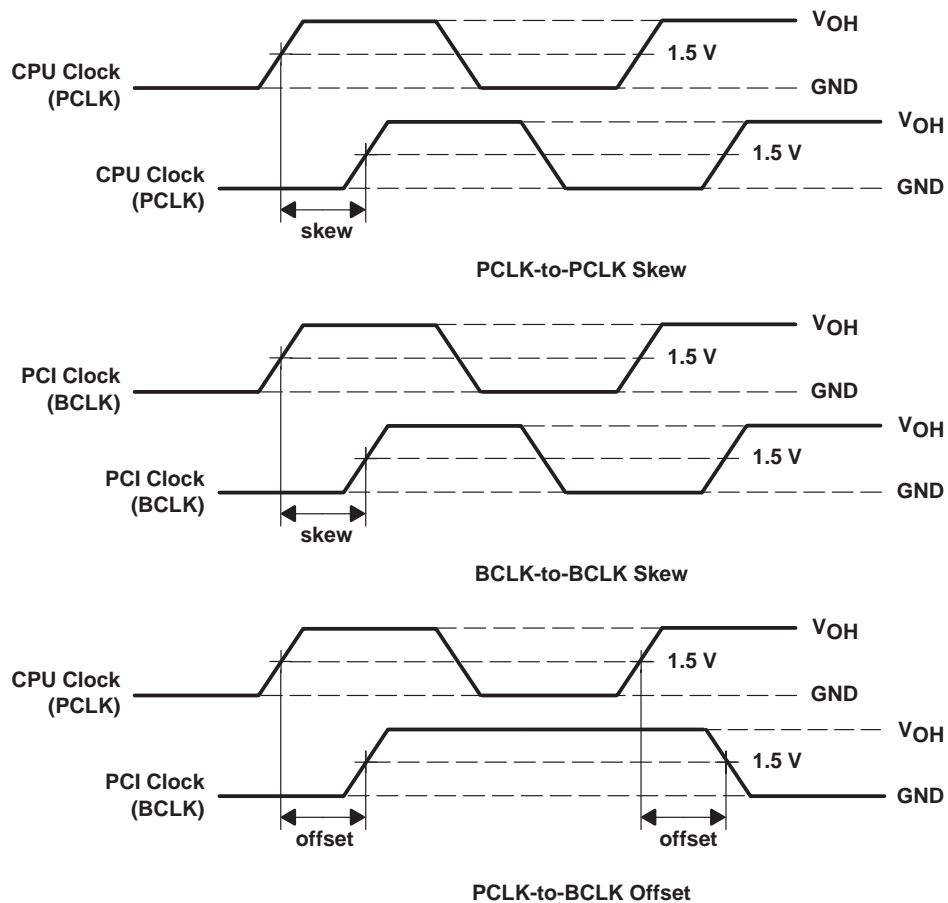 VOH
1.5 V
CPU Clock
(PCLK)
GND
VOH
1.5 V
CPU Clock
(PCLK)
GND
skew
PCLK-to-PCLK Skew
VOH
1.5 V
PCI Clock
(BCLK)
GND
VOH
1.5 V
PCI Clock
(BCLK)
GND
skew
BCLK-to-BCLK Skew
VOH
1.5 V
CPU Clock
(PCLK)
GND
VOH
1.5 V
PCI Clock
(BCLK)
GND
offset
offset
PCLK-to-BCLK Offset